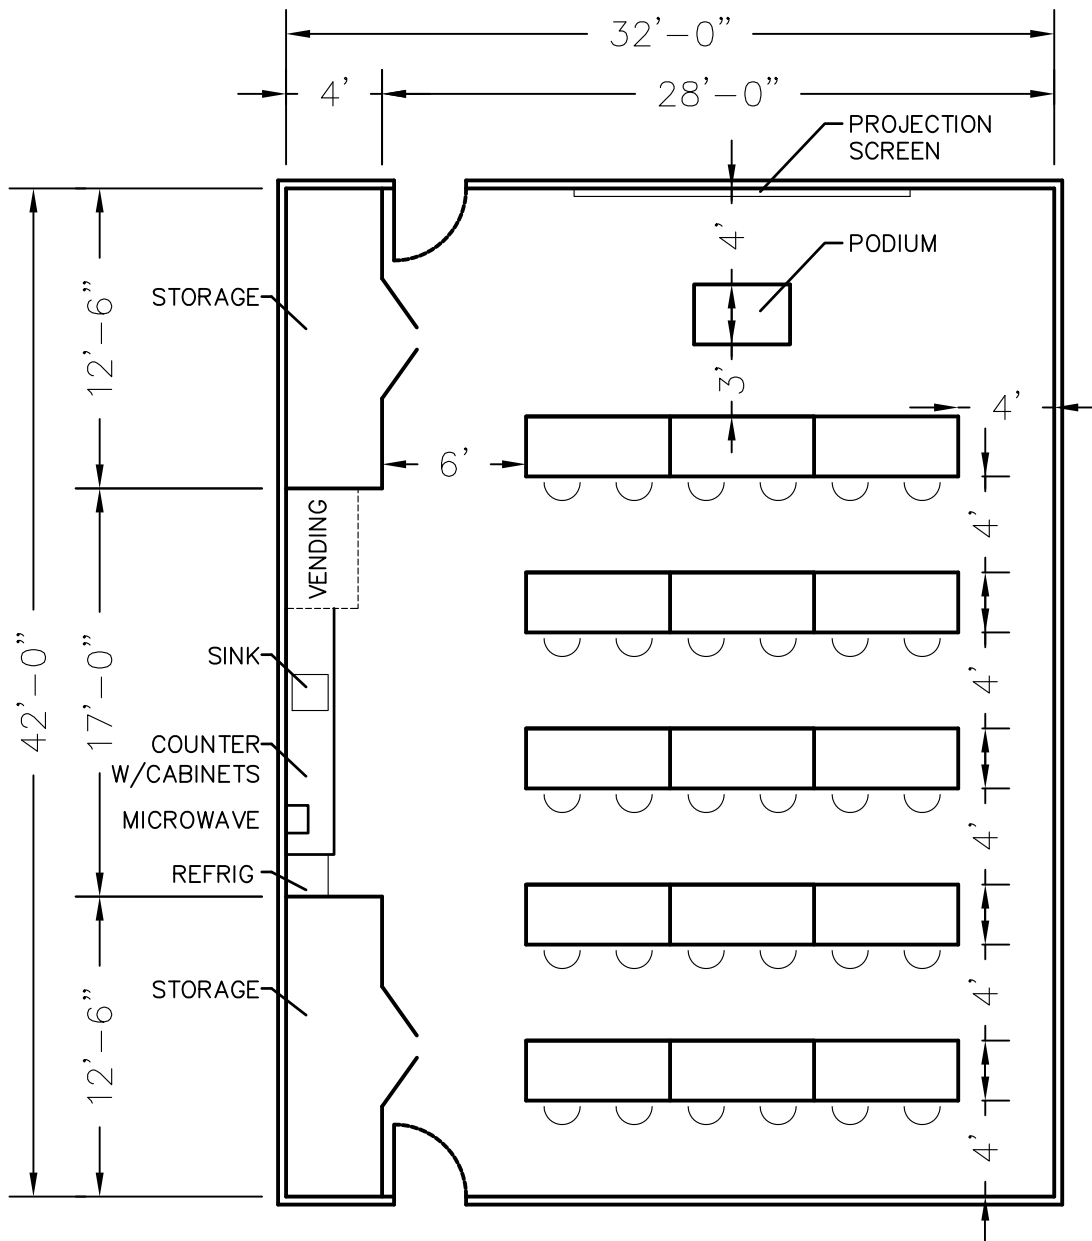 32'-0"
4'
28'-0"
PROJECTION
SCREEN
4'
PODIUM
STORAGE
12'-6"
3'
4'
6'
VENDING
4'
42'-0"
17'-0"
SINK
4'
COUNTER
W/CABINETS
MICROWAVE
4'
REFRIG
STORAGE
12'-6"
4'
4'